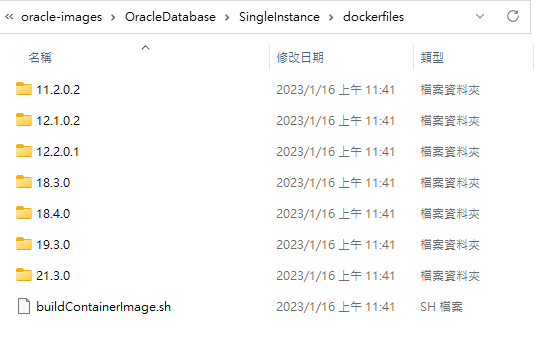 « oracle-images > OracleDatabase > SingleInstance > dockerfiles
名稱 修改日期 類型
11.2.0.2 2023/1/16 上午 11:41 檔案資料夾
12.1.0.2 2023/1/16 上午 11:41 檔案資料夾
12.2.0.1 2023/1/16 上午 11:41 檔案資料夾
18.3.0 2023/1/16 上午 11:41 檔案資料夾
18.4.0 2023/1/16 上午 11:41 檔案資料夾
19.3.0 2023/1/16 上午 11:41 檔案資料夾
21.3.0 2023/1/16 上午 11:41 檔案資料夾
buildContainerImage.sh 2023/1/16 上午 11:41 SH 檔案